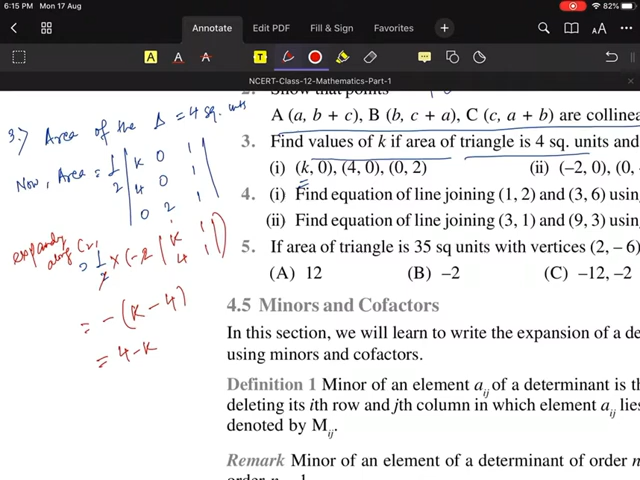 6:15 PM Mon 17 Aug
82%
Annotate
Edit PDF
Fill & Sign
Favorites
NCERT-Class-12-Mathematics-Part-1
2. Show that points
A (a, b + c), B (b, c + a), C (c, a + b) are collinea
3. Find values of k if area of triangle is 4 sq. units and
(i) (k, 0), (4, 0), (0, 2) (ii) (–2, 0), (0,
4. (i) Find equation of line joining (1, 2) and (3, 6) using
(ii) Find equation of line joining (3, 1) and (9, 3) using
5. If area of triangle is 35 sq units with vertices (2, – 6)
(A) 12 (B) –2 (C) –12, –2
4.5 Minors and Cofactors
In this section, we will learn to write the expansion of a de
using minors and cofactors.
Definition 1 Minor of an element aij of a determinant is th
deleting its ith row and jth column in which element aij lies
denoted by Mij.
Remark Minor of an element of a determinant of order n
3.) Area of the Δ = 4 sq. units
Now, Area = 1/2 | K 0 1 |
| 4 0 1 |
| 0 2 1 |
expanding along C2,
= 1/2 × (-2 | K 1 |
| 4 1 | )
= - (K - 4)
= 4 - K